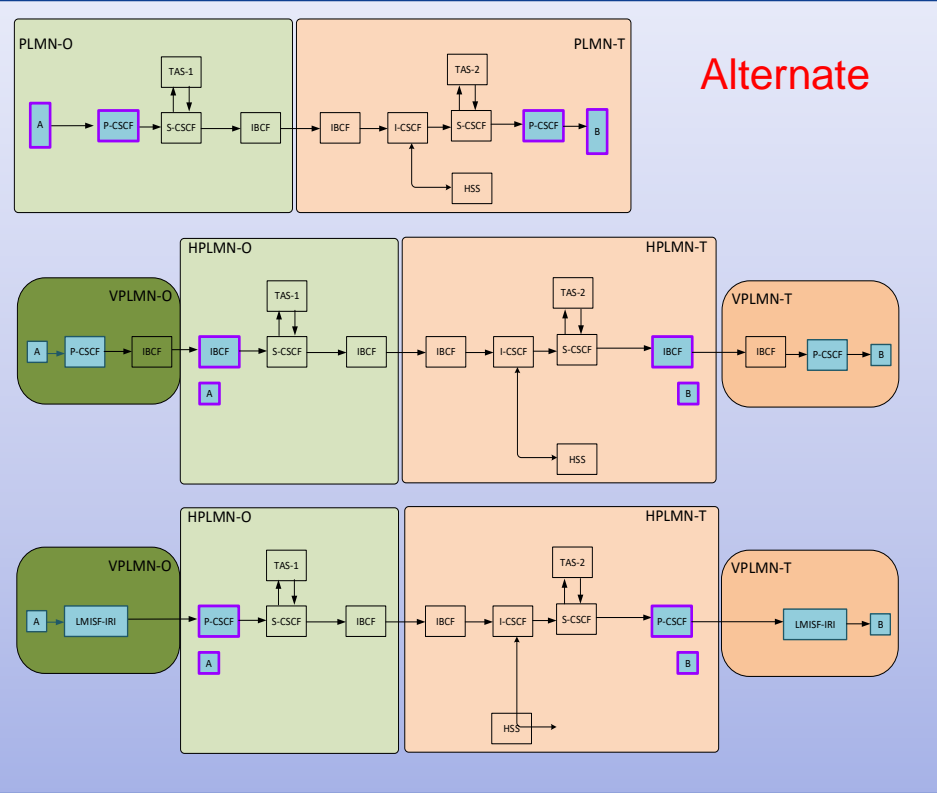 PLMN-O
PLMN-T
Alternate
TAS-1
TAS-2
A
P-CSCF
S-CSCF
IBCF
IBCF
I-CSCF
S-CSCF
P-CSCF
B
HSS
HPLMN-O
HPLMN-T
VPLMN-O
VPLMN-T
TAS-1
TAS-2
A
P-CSCF
IBCF
IBCF
S-CSCF
IBCF
IBCF
I-CSCF
S-CSCF
IBCF
IBCF
P-CSCF
B
A
B
HSS
HPLMN-O
HPLMN-T
VPLMN-O
VPLMN-T
TAS-1
TAS-2
A
LMISF-IRI
P-CSCF
S-CSCF
IBCF
IBCF
I-CSCF
S-CSCF
P-CSCF
LMISF-IRI
B
A
B
HSS